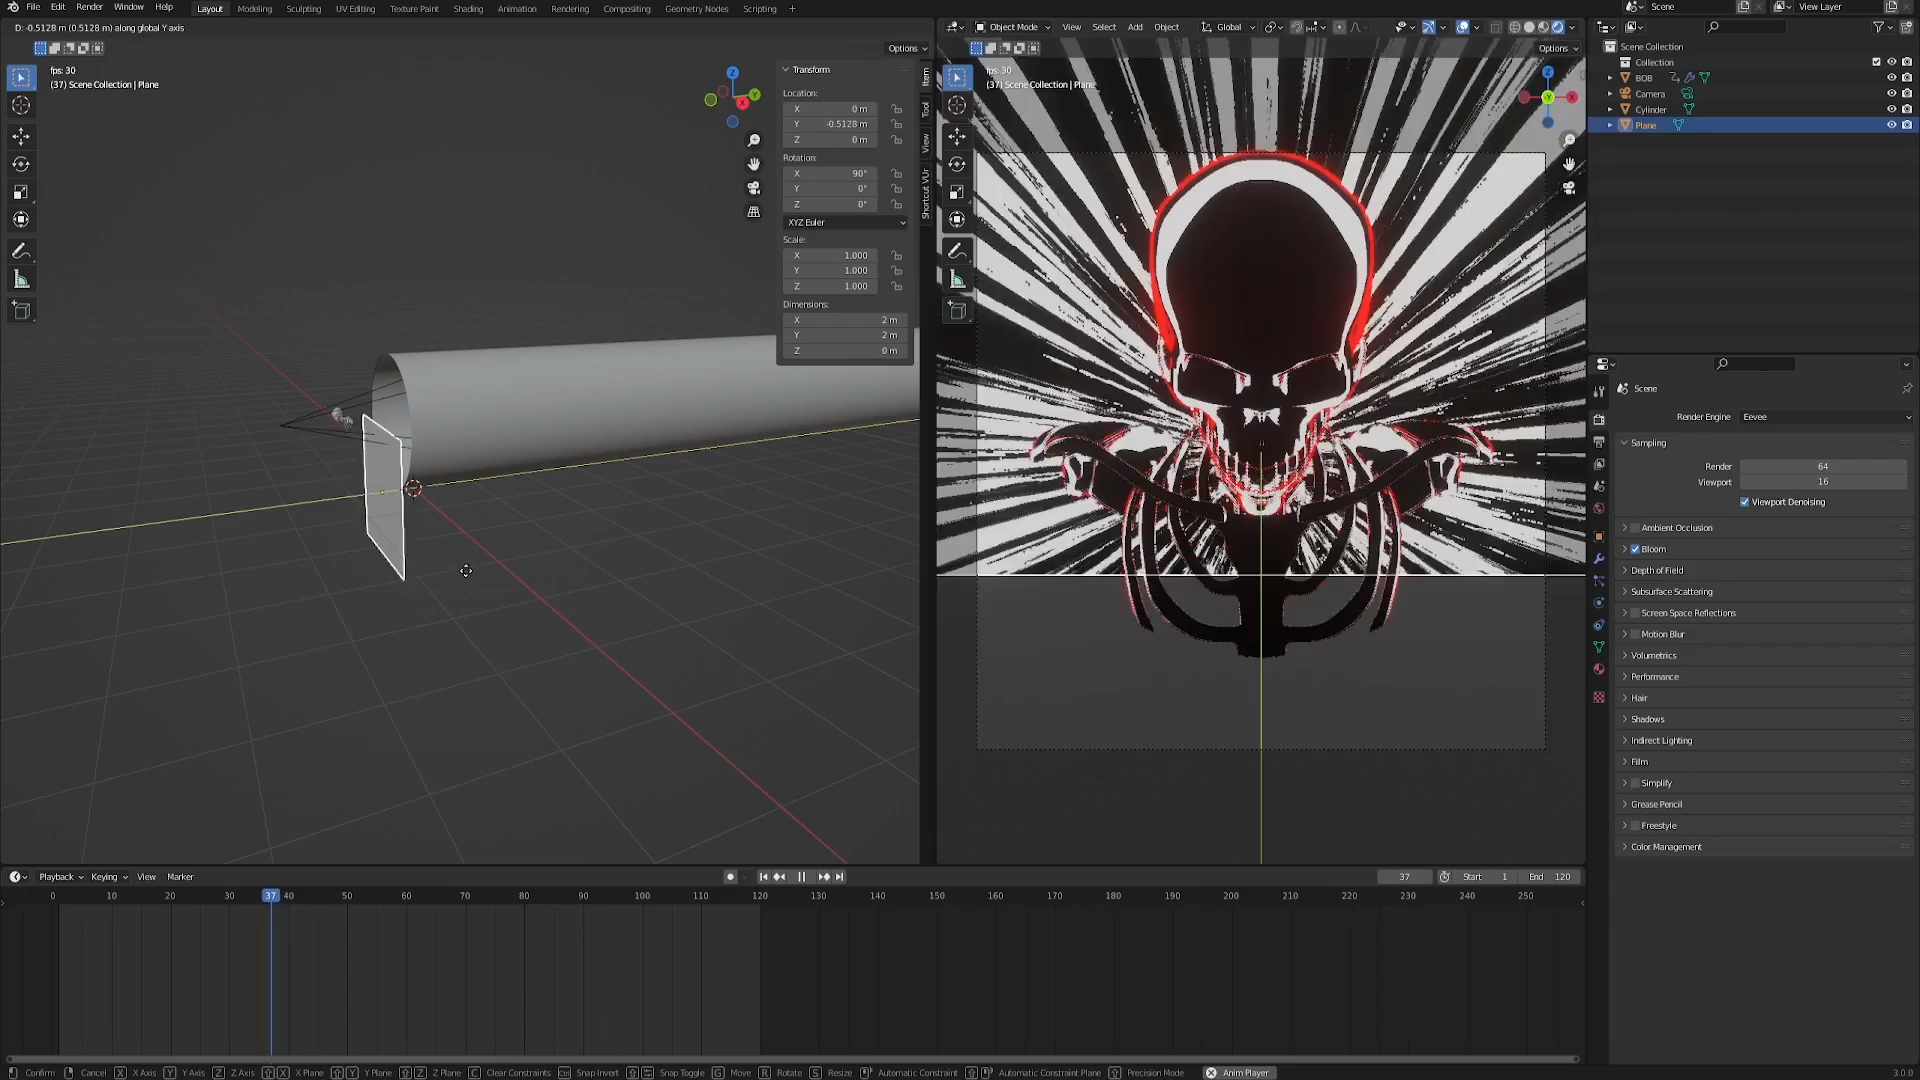 File Edit Render Window Help Layout Modeling Sculpting UV Editing Texture Paint Shading Animation Rendering Compositing Geometry Nodes Scripting + Scene View Layer
D: -0.5128 m (0.5128 m) along global Y axis
Object Mode View Select Add Object Global
Options
Options
fps: 30
(37) Scene Collection | Plane
Transform
Location:
X 0 m
Y -0.5128 m
Z 0 m
Rotation:
X 90°
Y 0°
Z 0°
XYZ Euler
Scale:
X 1.000
Y 1.000
Z 1.000
Dimensions:
X 2 m
Y 2 m
Z 0 m
Item
Tool
View
Shortcut VUr
Z
Y
X
fps: 30
(37) Scene Collection | Plane
Z
Y
X
Scene Collection
Collection
BOB
Camera
Cylinder
Plane
Scene
Render Engine Eevee
Sampling
Render 64
Viewport 16
Viewport Denoising
Ambient Occlusion
Bloom
Depth of Field
Subsurface Scattering
Screen Space Reflections
Motion Blur
Volumetrics
Performance
Hair
Shadows
Indirect Lighting
Film
Simplify
Grease Pencil
Freestyle
Color Management
Playback Keying View Marker 37 Start 1 End 120
0 10 20 30 37 40 50 60 70 80 90 100 110 120 130 140 150 160 170 180 190 200 210 220 230 240 250
Confirm Cancel X X Axis Y Y Axis Z Z Axis X X Plane Y Y Plane Z Z Plane C Clear Constraints Ctrl Snap Invert Snap Toggle G Move R Rotate S Resize Automatic Constraint Automatic Constraint Plane Precision Mode Anim Player 3.0.0